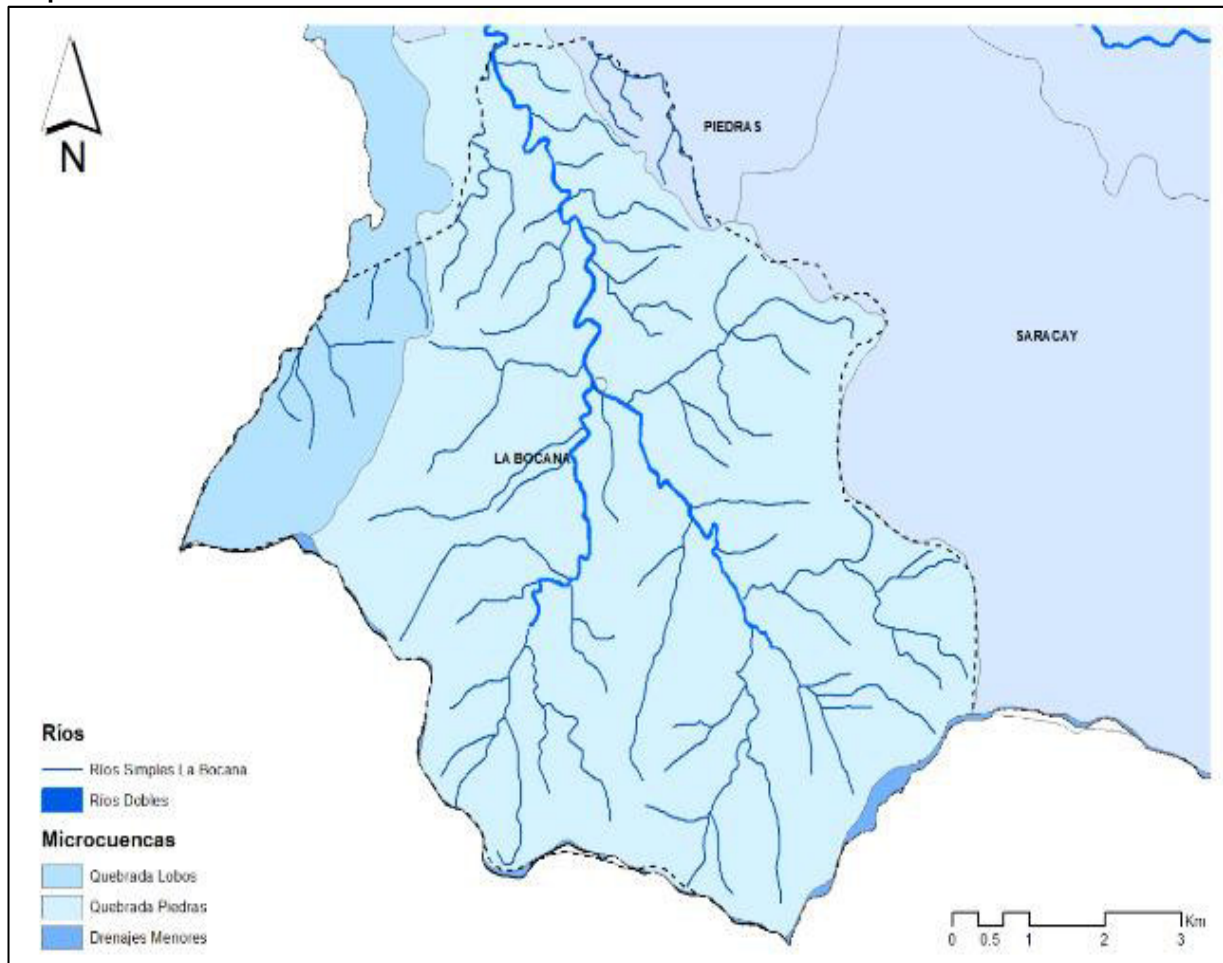 N
PIEDRAS
SARACAY
LA BOCANA
Ríos
Ríos Simples La Bocana
Ríos Dobles
Microcuencas
Quebrada Lobos
Quebrada Piedras
Drenajes Menores
Km
0 0.5 1 2 3